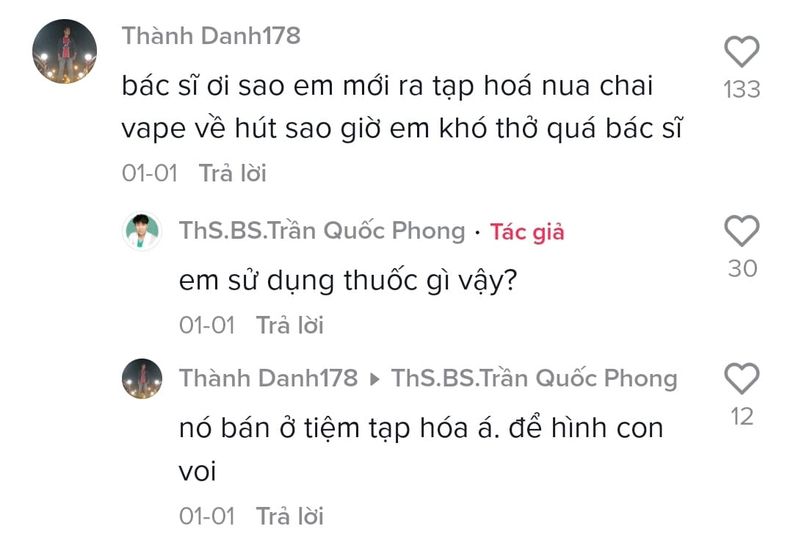 Thành Danh178
bác sĩ ơi sao em mới ra tạp hoá nua chai
vape về hút sao giờ em khó thở quá bác sĩ
133
01-01 Trả lời
ThS.BS.Trần Quốc Phong · Tác giả
em sử dụng thuốc gì vậy?
30
01-01 Trả lời
Thành Danh178 ▸ ThS.BS.Trần Quốc Phong
nó bán ở tiệm tạp hóa á. để hình con
voi
12
01-01 Trả lời